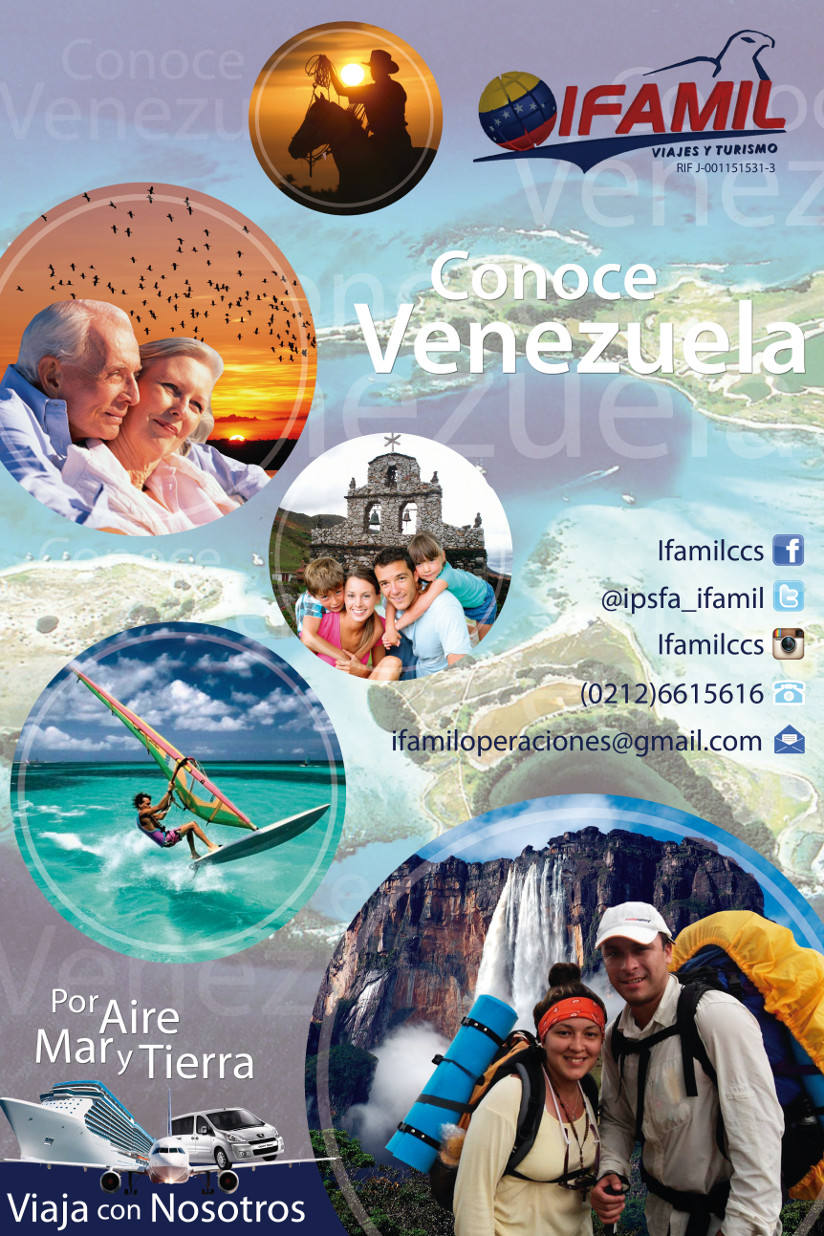 IFAMIL
VIAJES Y TURISMO
RIF J-001151531-3
Conoce
Venezuela
Ifamilccs
@ipsfa_ifamil
Ifamilccs
(0212)6615616
ifamiloperaciones@gmail.com
Por Aire
Mar y Tierra
Viaja con Nosotros